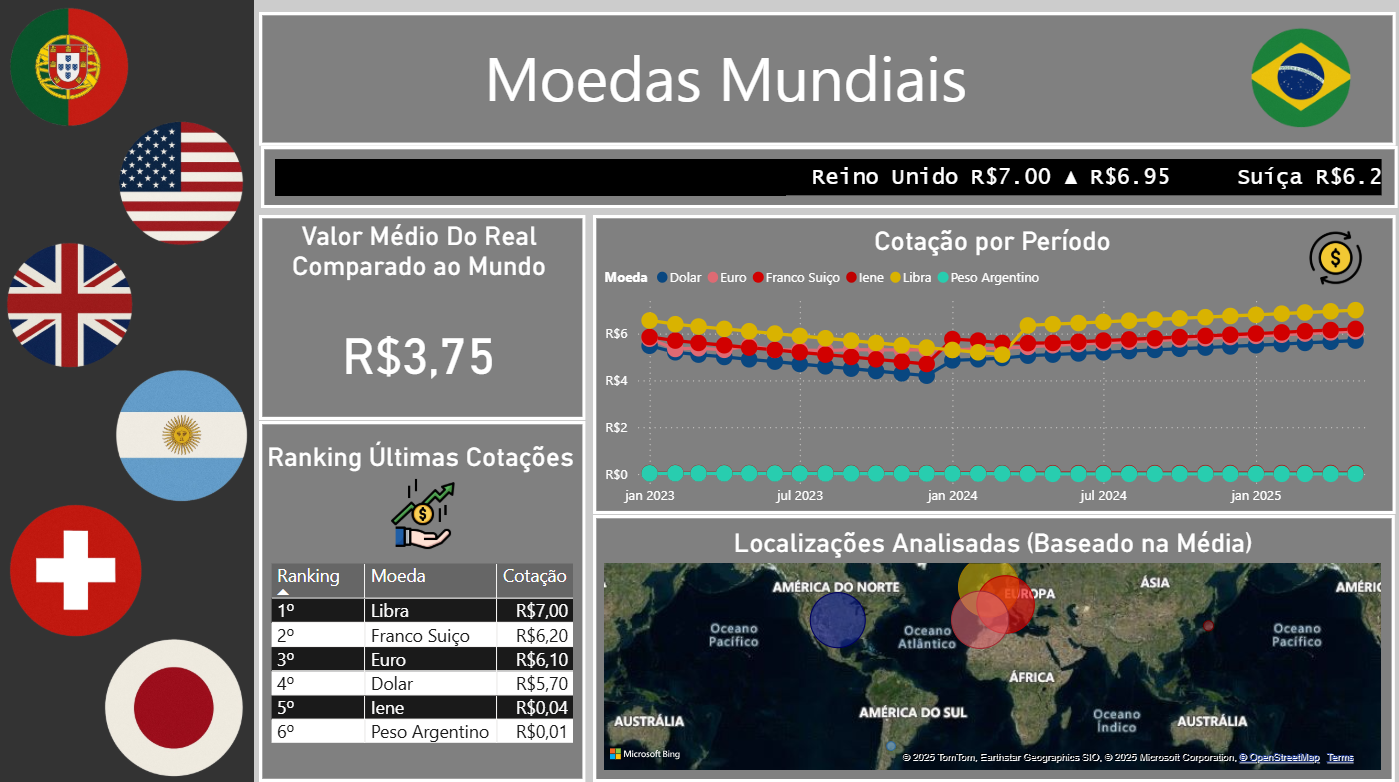 Moedas Mundiais
Reino Unido R$7.00 ▲ R$6.95 Suíça R$6.2
Valor Médio Do Real
Comparado ao Mundo
R$3,75
Ranking Últimas Cotações
Ranking Moeda Cotação
1º Libra R$7,00
2º Franco Suiço R$6,20
3º Euro R$6,10
4º Dolar R$5,70
5º Iene R$0,04
6º Peso Argentino R$0,01
Cotação por Período
Moeda Dolar Euro Franco Suiço Iene Libra Peso Argentino
R$6
R$4
R$2
R$0
jan 2023 jul 2023 jan 2024 jul 2024 jan 2025
Localizações Analisadas (Baseado na Média)
AMÉRICA DO NORTE
EUROPA
ÁSIA
AMÉRIC
Oceano
Pacífico
Oceano
Atlântico
Oceano
Pacífico
ÁFRICA
AUSTRÁLIA
AMÉRICA DO SUL
Oceano
Índico
AUSTRÁLIA
Microsoft Bing
© 2025 TomTom, Earthstar Geographics SIO, © 2025 Microsoft Corporation, © OpenStreetMap Terms